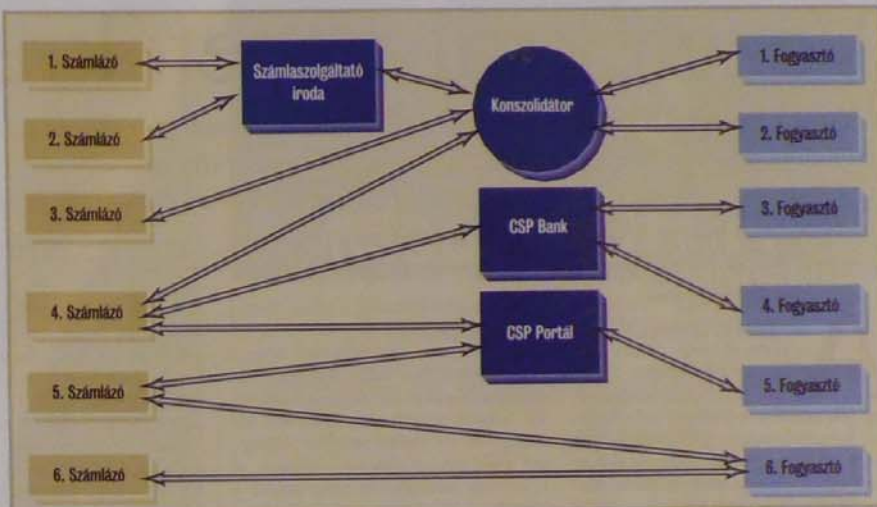 1. Számlázó
2. Számlázó
3. Számlázó
4. Számlázó
5. Számlázó
6. Számlázó
Számlaszolgáltató
iroda
Konszolidátor
CSP Bank
CSP Portál
1. Fogyasztó
2. Fogyasztó
3. Fogyasztó
4. Fogyasztó
5. Fogyasztó
6. Fogyasztó